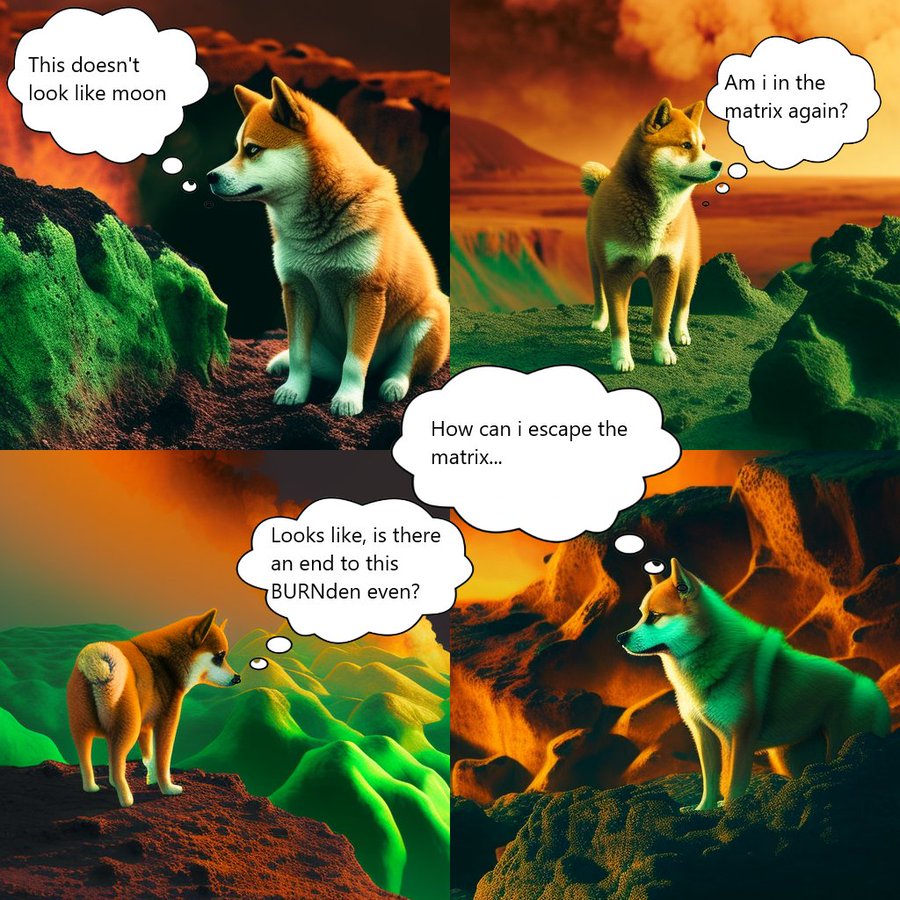 This doesn't
look like moon
Am i in the
matrix again?
How can i escape the
matrix...
Looks like, is there
an end to this
BURNden even?